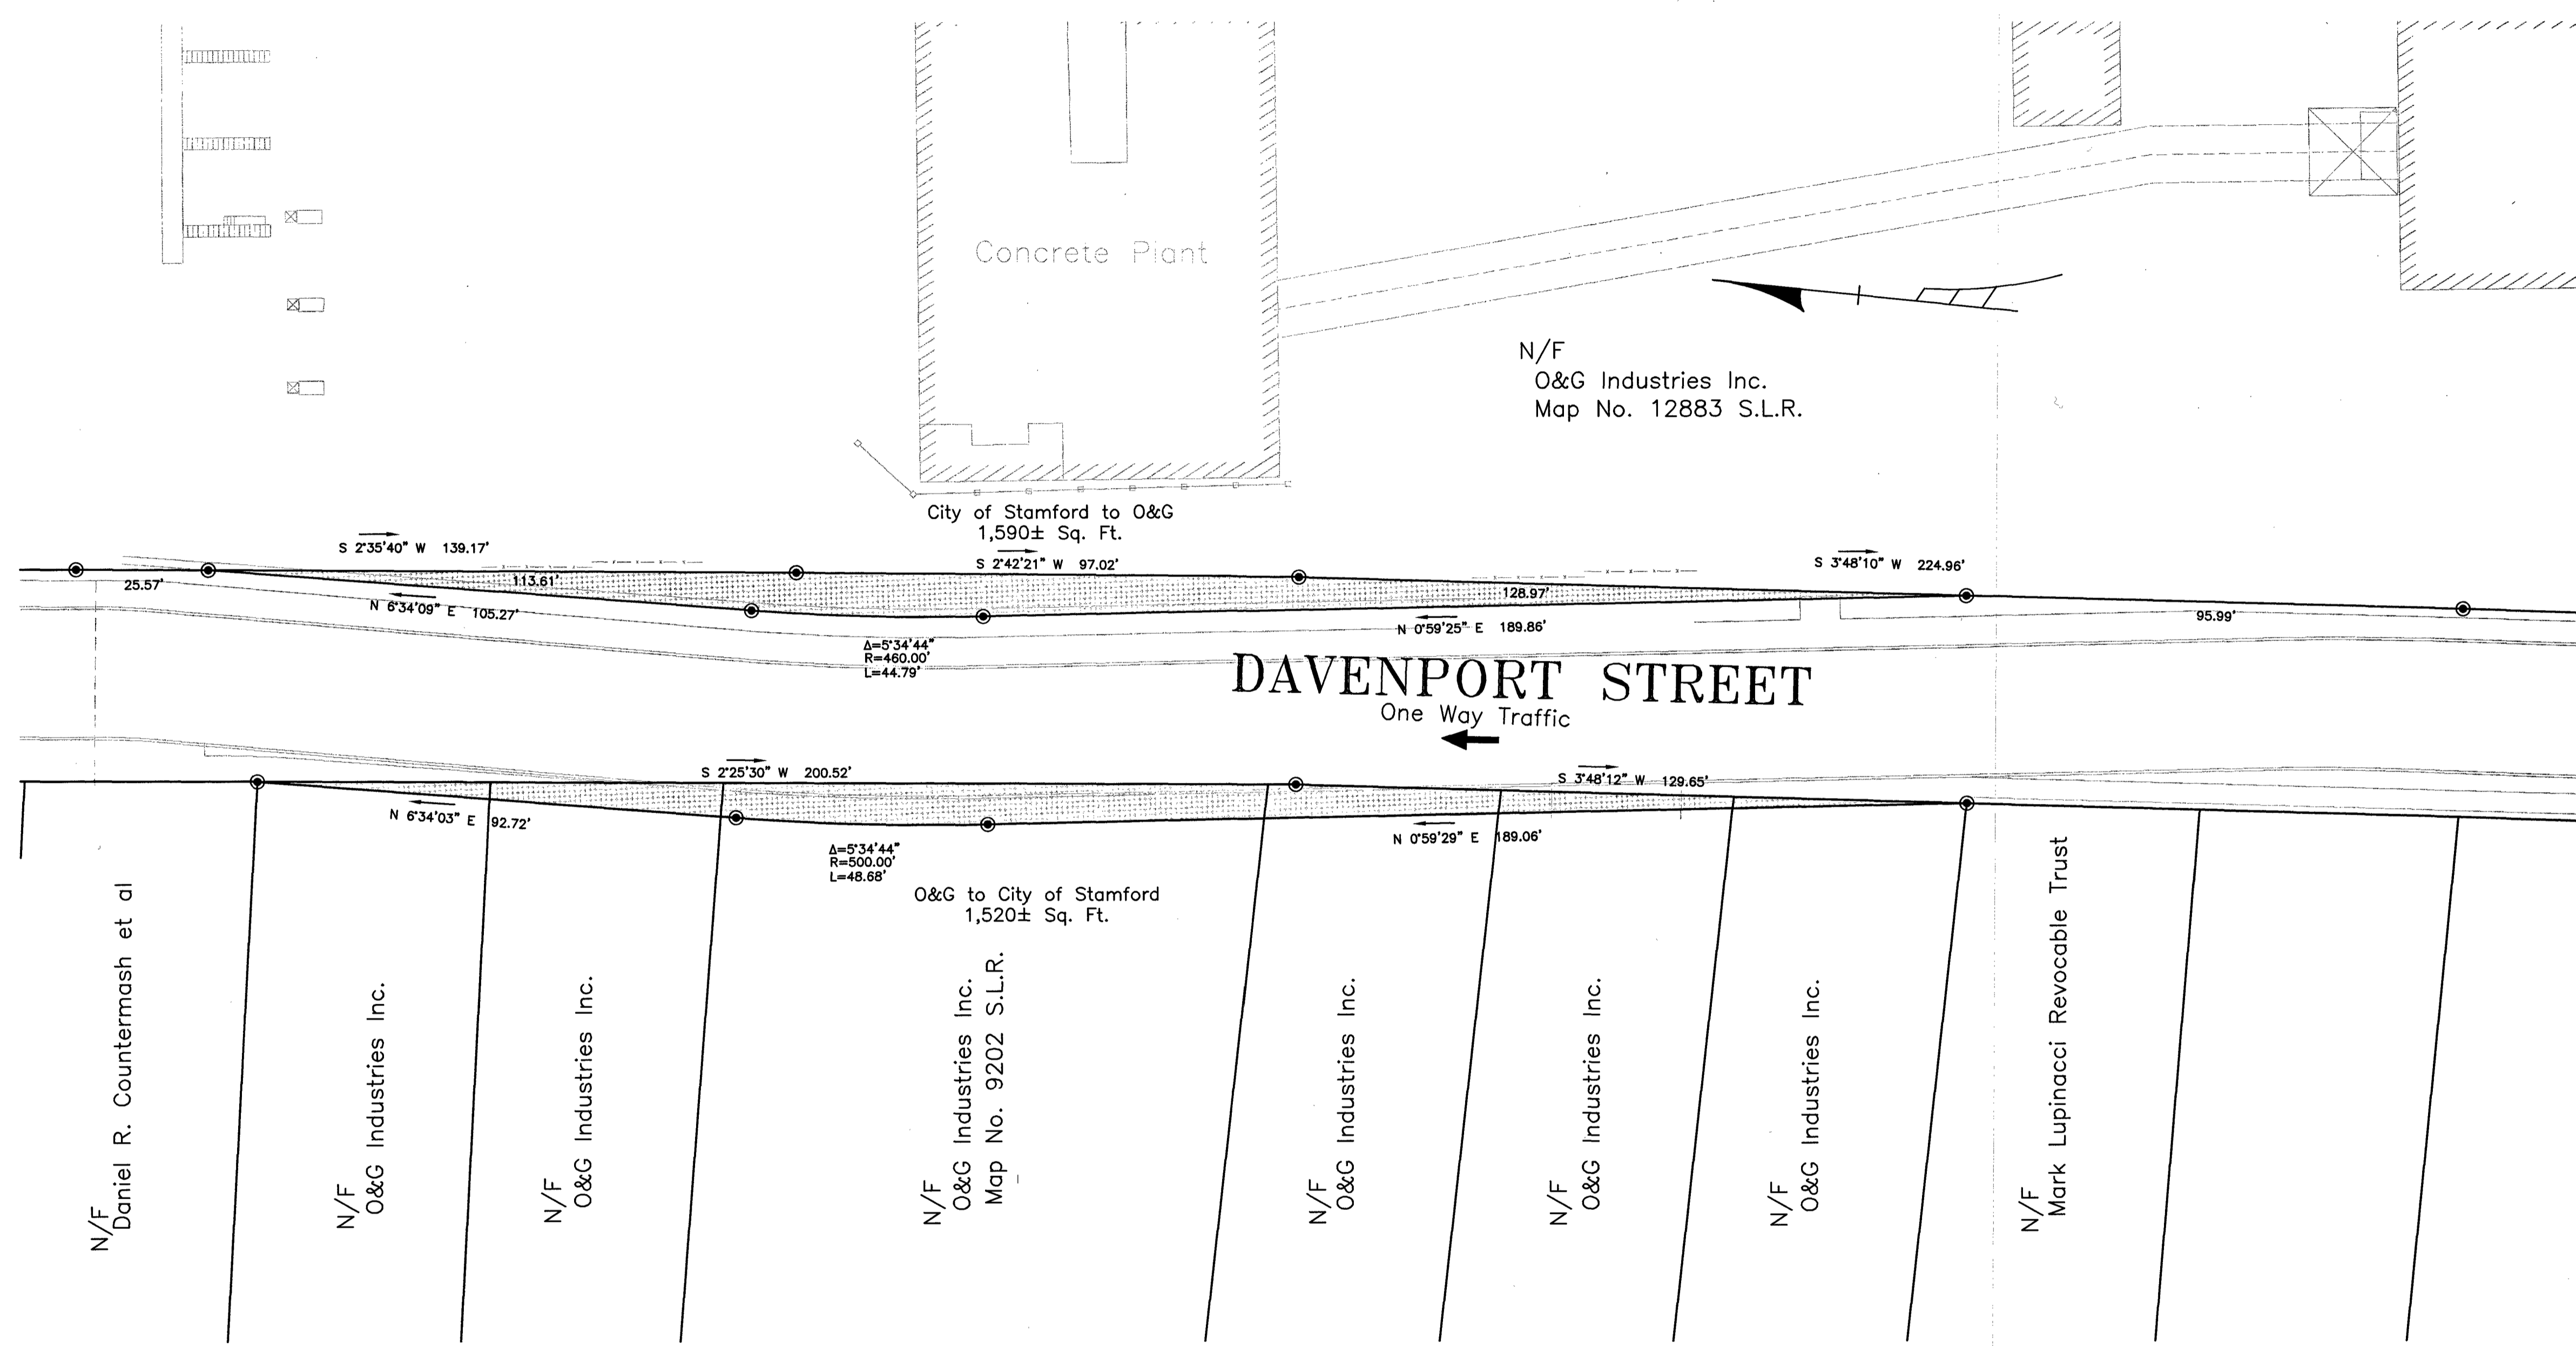 Concrete Plant
N/F
O&G Industries Inc.
Map No. 12883 S.L.R.
City of Stamford to O&G
1,590± Sq. Ft.
S 2°35'40" W 139.17'
S 2°42'21" W 97.02'
S 3°48'10" W 224.96'
25.57'
113.61'
128.97'
95.99'
N 6°34'09" E 105.27'
N 0°59'25" E 189.86'
Δ=5°34'44"
R=460.00'
L=44.79'
DAVENPORT STREET
One Way Traffic
S 2°25'30" W 200.52'
S 3°48'12" W 129.65'
N 6°34'03" E 92.72'
N 0°59'29" E 189.06'
Δ=5°34'44"
R=500.00'
L=48.68'
O&G to City of Stamford
1,520± Sq. Ft.
N/F
Daniel R. Countermash et al
N/F
O&G Industries Inc.
N/F
O&G Industries Inc.
N/F
O&G Industries Inc.
Map No. 9202 S.L.R.
N/F
O&G Industries Inc.
N/F
O&G Industries Inc.
N/F
O&G Industries Inc.
N/F
Mark Lupinacci Revocable Trust